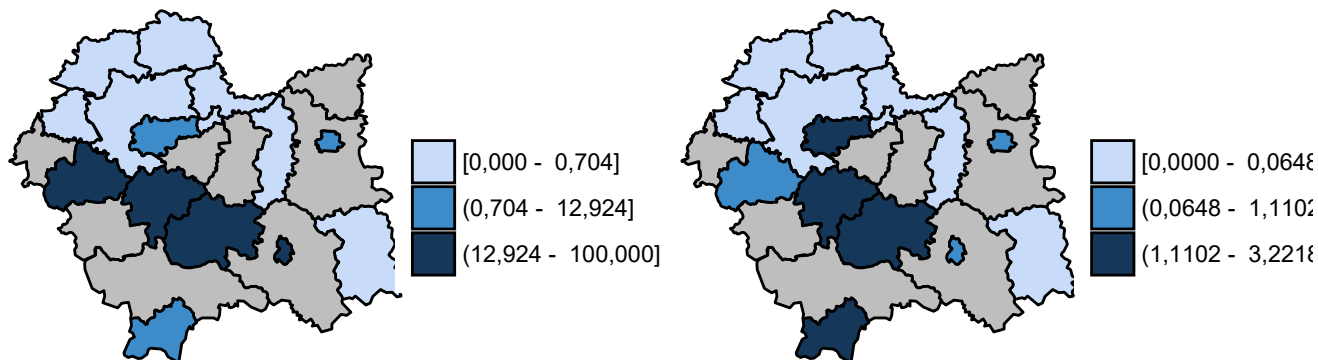 [0,000 - 0,704]
(0,704 - 12,924]
(12,924 - 100,000]
[0,0000 - 0,0648
(0,0648 - 1,1102
(1,1102 - 3,2218